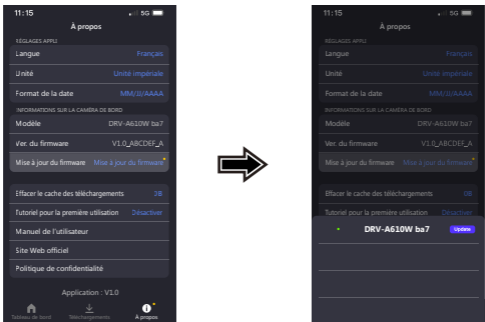 11:15
5G
À propos
RÉGLAGES APPLI
Langue Français
Unité Unité impériale
Format de la date MM/JJ/AAAA
INFORMATIONS SUR LA CAMÉRA DE BORD
Modèle DRV-A610W ba7
Ver. du firmware V1.0_ABCDEF_A
Mise à jour du firmware Mise à jour du firmware
Effacer le cache des téléchargements 0B
Tutoriel pour la première utilisation Désactiver
Manuel de l'utilisateur
Site Web officiel
Politique de confidentialité
Application : V1.0
Tableau de bord Téléchargements À propos
11:15
5G
À propos
RÉGLAGES APPLI
Langue Français
Unité Unité impériale
Format de la date MM/JJ/AAAA
INFORMATIONS SUR LA CAMÉRA DE BORD
Modèle DRV-A610W ba7
Ver. du firmware V1.0_ABCDEF_A
Mise à jour du firmware Mise à jour du firmware
Effacer le cache des téléchargements 0B
Tutoriel pour la première utilisation Désactiver
DRV-A610W ba7 Update